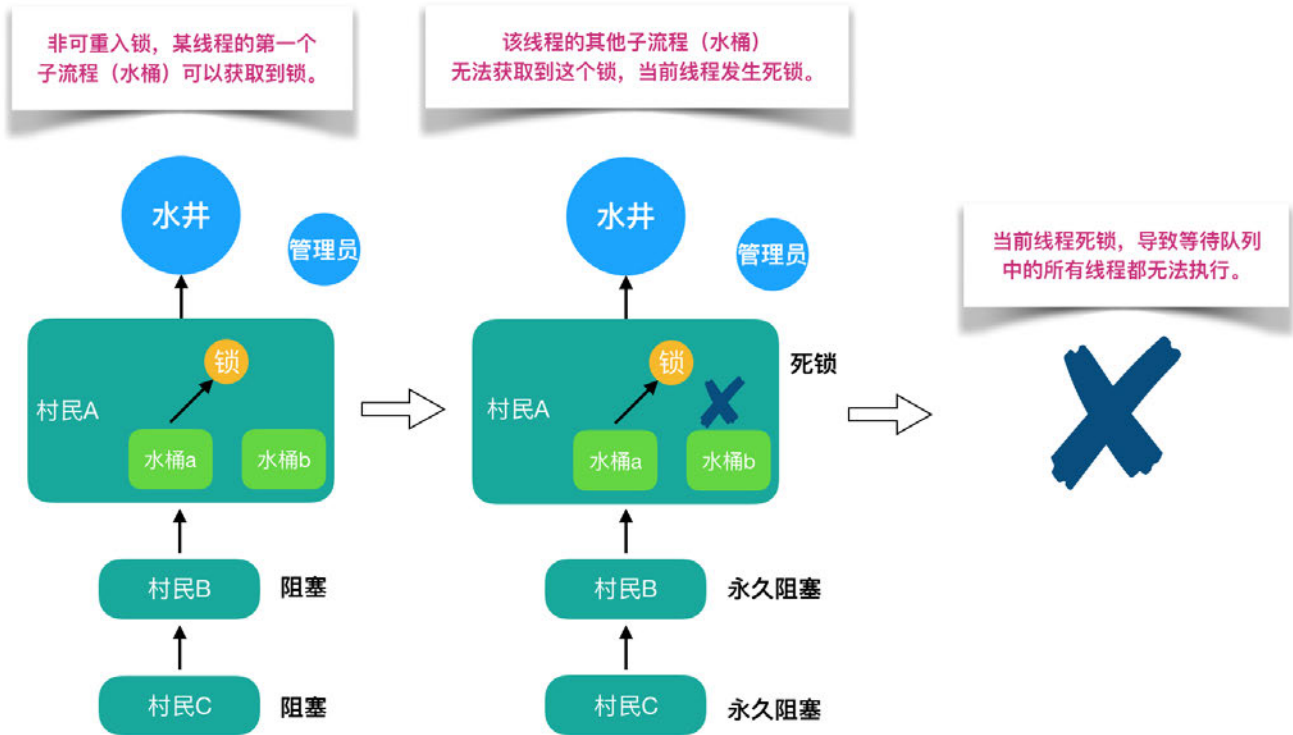 非可重入锁，某线程的第一个
子流程（水桶）可以获取到锁。
水井
管理员
锁
村民A
水桶a
水桶b
村民B
阻塞
村民C
阻塞
该线程的其他子流程（水桶）
无法获取到这个锁，当前线程发生死锁。
水井
管理员
锁
死锁
村民A
水桶a
水桶b
村民B
永久阻塞
村民C
永久阻塞
当前线程死锁，导致等待队列
中的所有线程都无法执行。